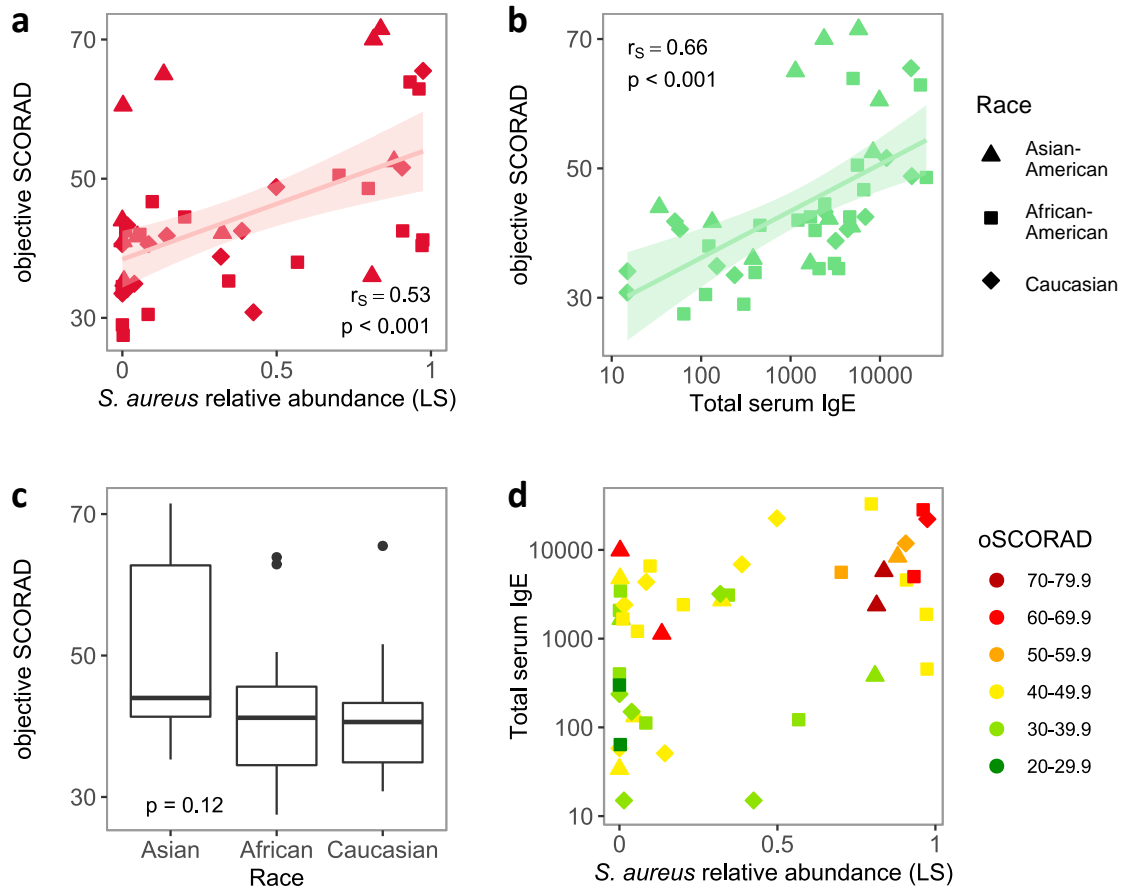 a
objective SCORAD
70
50
30
rS = 0.53
p < 0.001
0
0.5
1
S. aureus relative abundance (LS)
b
objective SCORAD
70
50
30
rS = 0.66
p < 0.001
10
100
1000
10000
Total serum IgE
Race
Asian-
American
African-
American
Caucasian
c
objective SCORAD
70
50
30
p = 0.12
Asian
African
Caucasian
Race
d
Total serum IgE
10000
1000
100
10
0
0.5
1
S. aureus relative abundance (LS)
oSCORAD
70-79.9
60-69.9
50-59.9
40-49.9
30-39.9
20-29.9